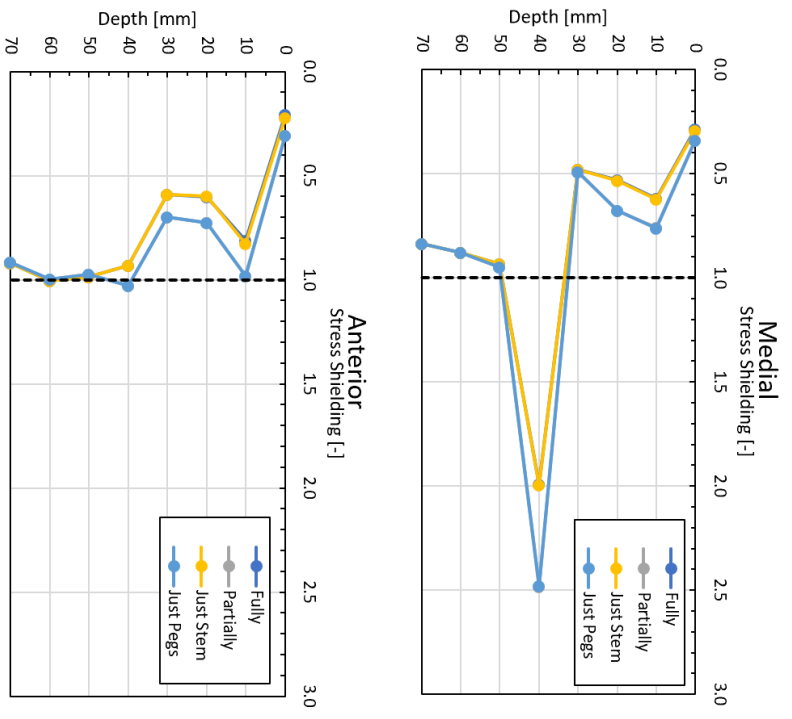 Medial
Stress Shielding [-]
0.0
0.5
1.0
1.5
2.0
2.5
3.0
Depth [mm]
0
10
20
30
40
50
60
70
Fully
Partially
Just Stem
Just Pegs
Anterior
Stress Shielding [-]
0.0
0.5
1.0
1.5
2.0
2.5
3.0
Depth [mm]
0
10
20
30
40
50
60
70
Fully
Partially
Just Stem
Just Pegs